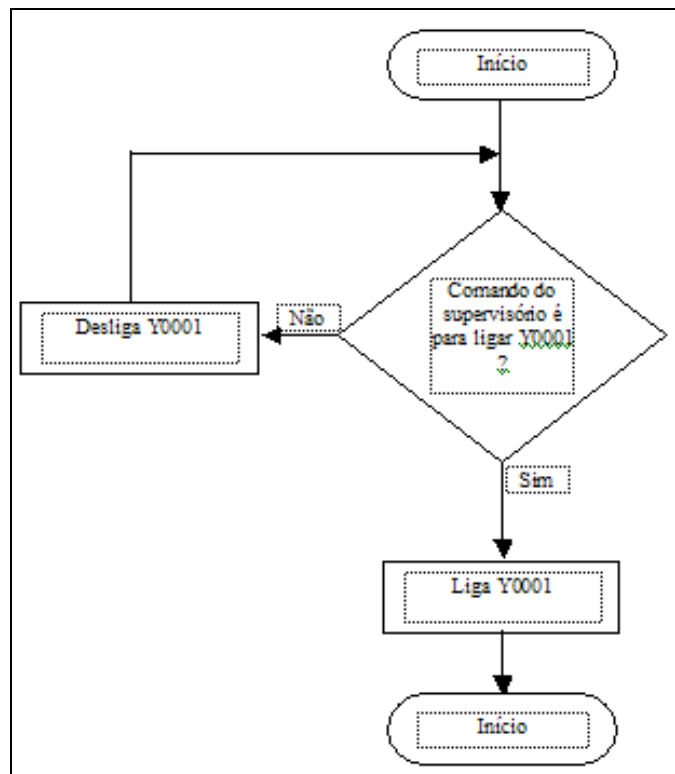 Início
Comando do
supervisório é
para ligar Y0001
?
Não
Desliga Y0001
Sim
Liga Y0001
Início